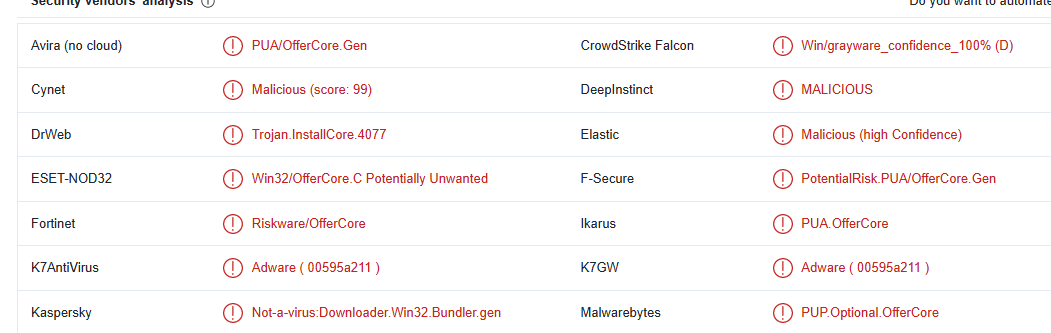 Security vendors' analysis Do you want to automate
Avira (no cloud) PUA/OfferCore.Gen CrowdStrike Falcon Win/grayware_confidence_100% (D)
Cynet Malicious (score: 99) DeepInstinct MALICIOUS
DrWeb Trojan.InstallCore.4077 Elastic Malicious (high Confidence)
ESET-NOD32 Win32/OfferCore.C Potentially Unwanted F-Secure PotentialRisk.PUA/OfferCore.Gen
Fortinet Riskware/OfferCore Ikarus PUA.OfferCore
K7AntiVirus Adware ( 00595a211 ) K7GW Adware ( 00595a211 )
Kaspersky Not-a-virus:Downloader.Win32.Bundler.gen Malwarebytes PUP.Optional.OfferCore